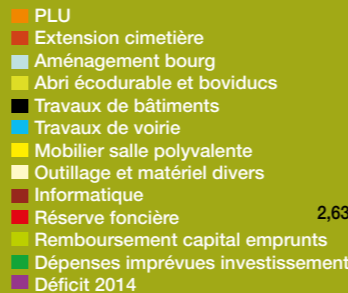 PLU
Extension cimetière
Aménagement bourg
Abri écodurable et boviducs
Travaux de bâtiments
Travaux de voirie
Mobilier salle polyvalente
Outillage et matériel divers
Informatique
Réserve foncière 2,63
Remboursement capital emprunts
Dépenses imprévues investissement
Déficit 2014